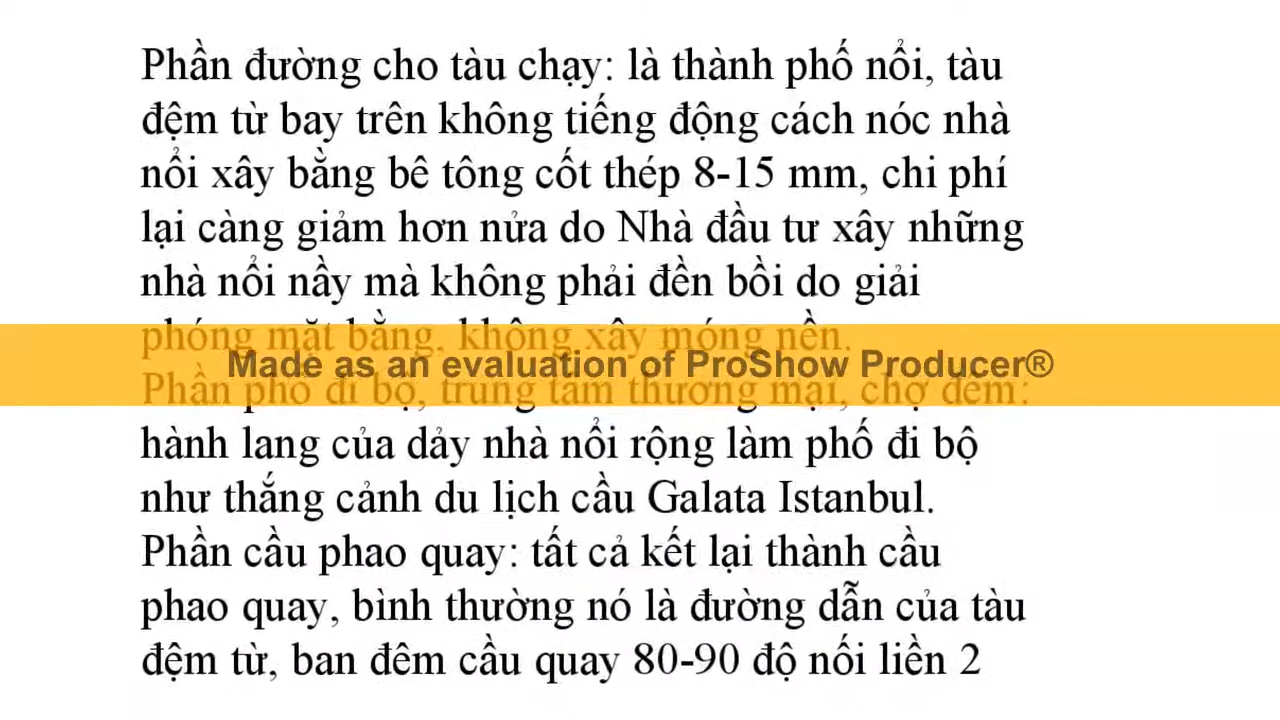 Phần đường cho tàu chạy: là thành phố nổi, tàu
đệm từ bay trên không tiếng động cách nóc nhà
nổi xây bằng bê tông cốt thép 8-15 mm, chi phí
lại càng giảm hơn nửa do Nhà đầu tư xây những
nhà nổi nầy mà không phải đền bồi do giải
phóng mặt bằng, không xây móng nền.
Made as an evaluation of ProShow Producer®
Phần phố đi bộ, trung tâm thương mại, chợ đêm:
hành lang của dảy nhà nổi rộng làm phố đi bộ
như thắng cảnh du lịch cầu Galata Istanbul.
Phần cầu phao quay: tất cả kết lại thành cầu
phao quay, bình thường nó là đường dẫn của tàu
đệm từ, ban đêm cầu quay 80-90 độ nối liền 2